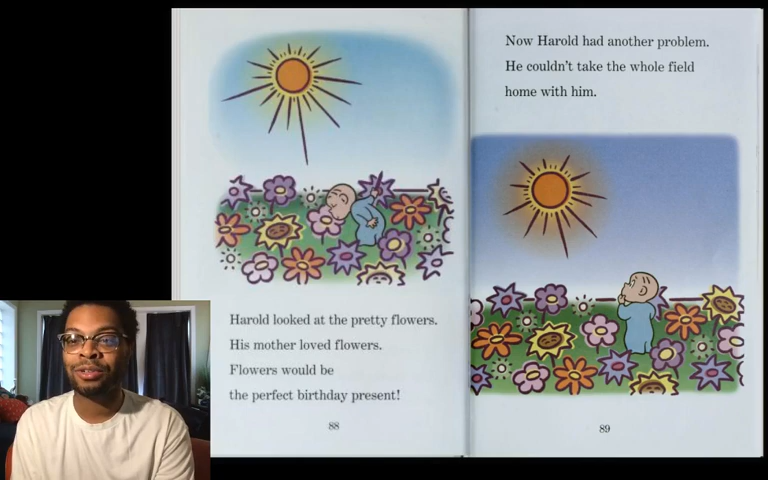 Harold looked at the pretty flowers.
His mother loved flowers.
Flowers would be
the perfect birthday present!
88
Now Harold had another problem.
He couldn't take the whole field
home with him.
89